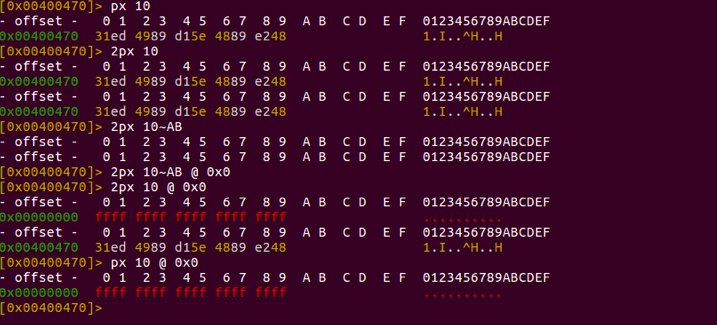 [0x00400470]> px 10
- offset -   0 1  2 3  4 5  6 7  8 9  A B  C D  E F  0123456789ABCDEF
0x00400470  31ed 4989 d15e 4889 e248                 1.I..^H..H
[0x00400470]> 2px 10
- offset -   0 1  2 3  4 5  6 7  8 9  A B  C D  E F  0123456789ABCDEF
0x00400470  31ed 4989 d15e 4889 e248                 1.I..^H..H
- offset -   0 1  2 3  4 5  6 7  8 9  A B  C D  E F  0123456789ABCDEF
0x00400470  31ed 4989 d15e 4889 e248                 1.I..^H..H
[0x00400470]> 2px 10~AB
- offset -   0 1  2 3  4 5  6 7  8 9  A B  C D  E F  0123456789ABCDEF
- offset -   0 1  2 3  4 5  6 7  8 9  A B  C D  E F  0123456789ABCDEF
[0x00400470]> 2px 10~AB @ 0x0
[0x00400470]> 2px 10 @ 0x0
- offset -   0 1  2 3  4 5  6 7  8 9  A B  C D  E F  0123456789ABCDEF
0x00000000  ffff ffff ffff ffff ffff                 ..........
- offset -   0 1  2 3  4 5  6 7  8 9  A B  C D  E F  0123456789ABCDEF
0x00400470  31ed 4989 d15e 4889 e248                 1.I..^H..H
[0x00400470]> px 10 @ 0x0
- offset -   0 1  2 3  4 5  6 7  8 9  A B  C D  E F  0123456789ABCDEF
0x00000000  ffff ffff ffff ffff ffff                 ..........
[0x00400470]>